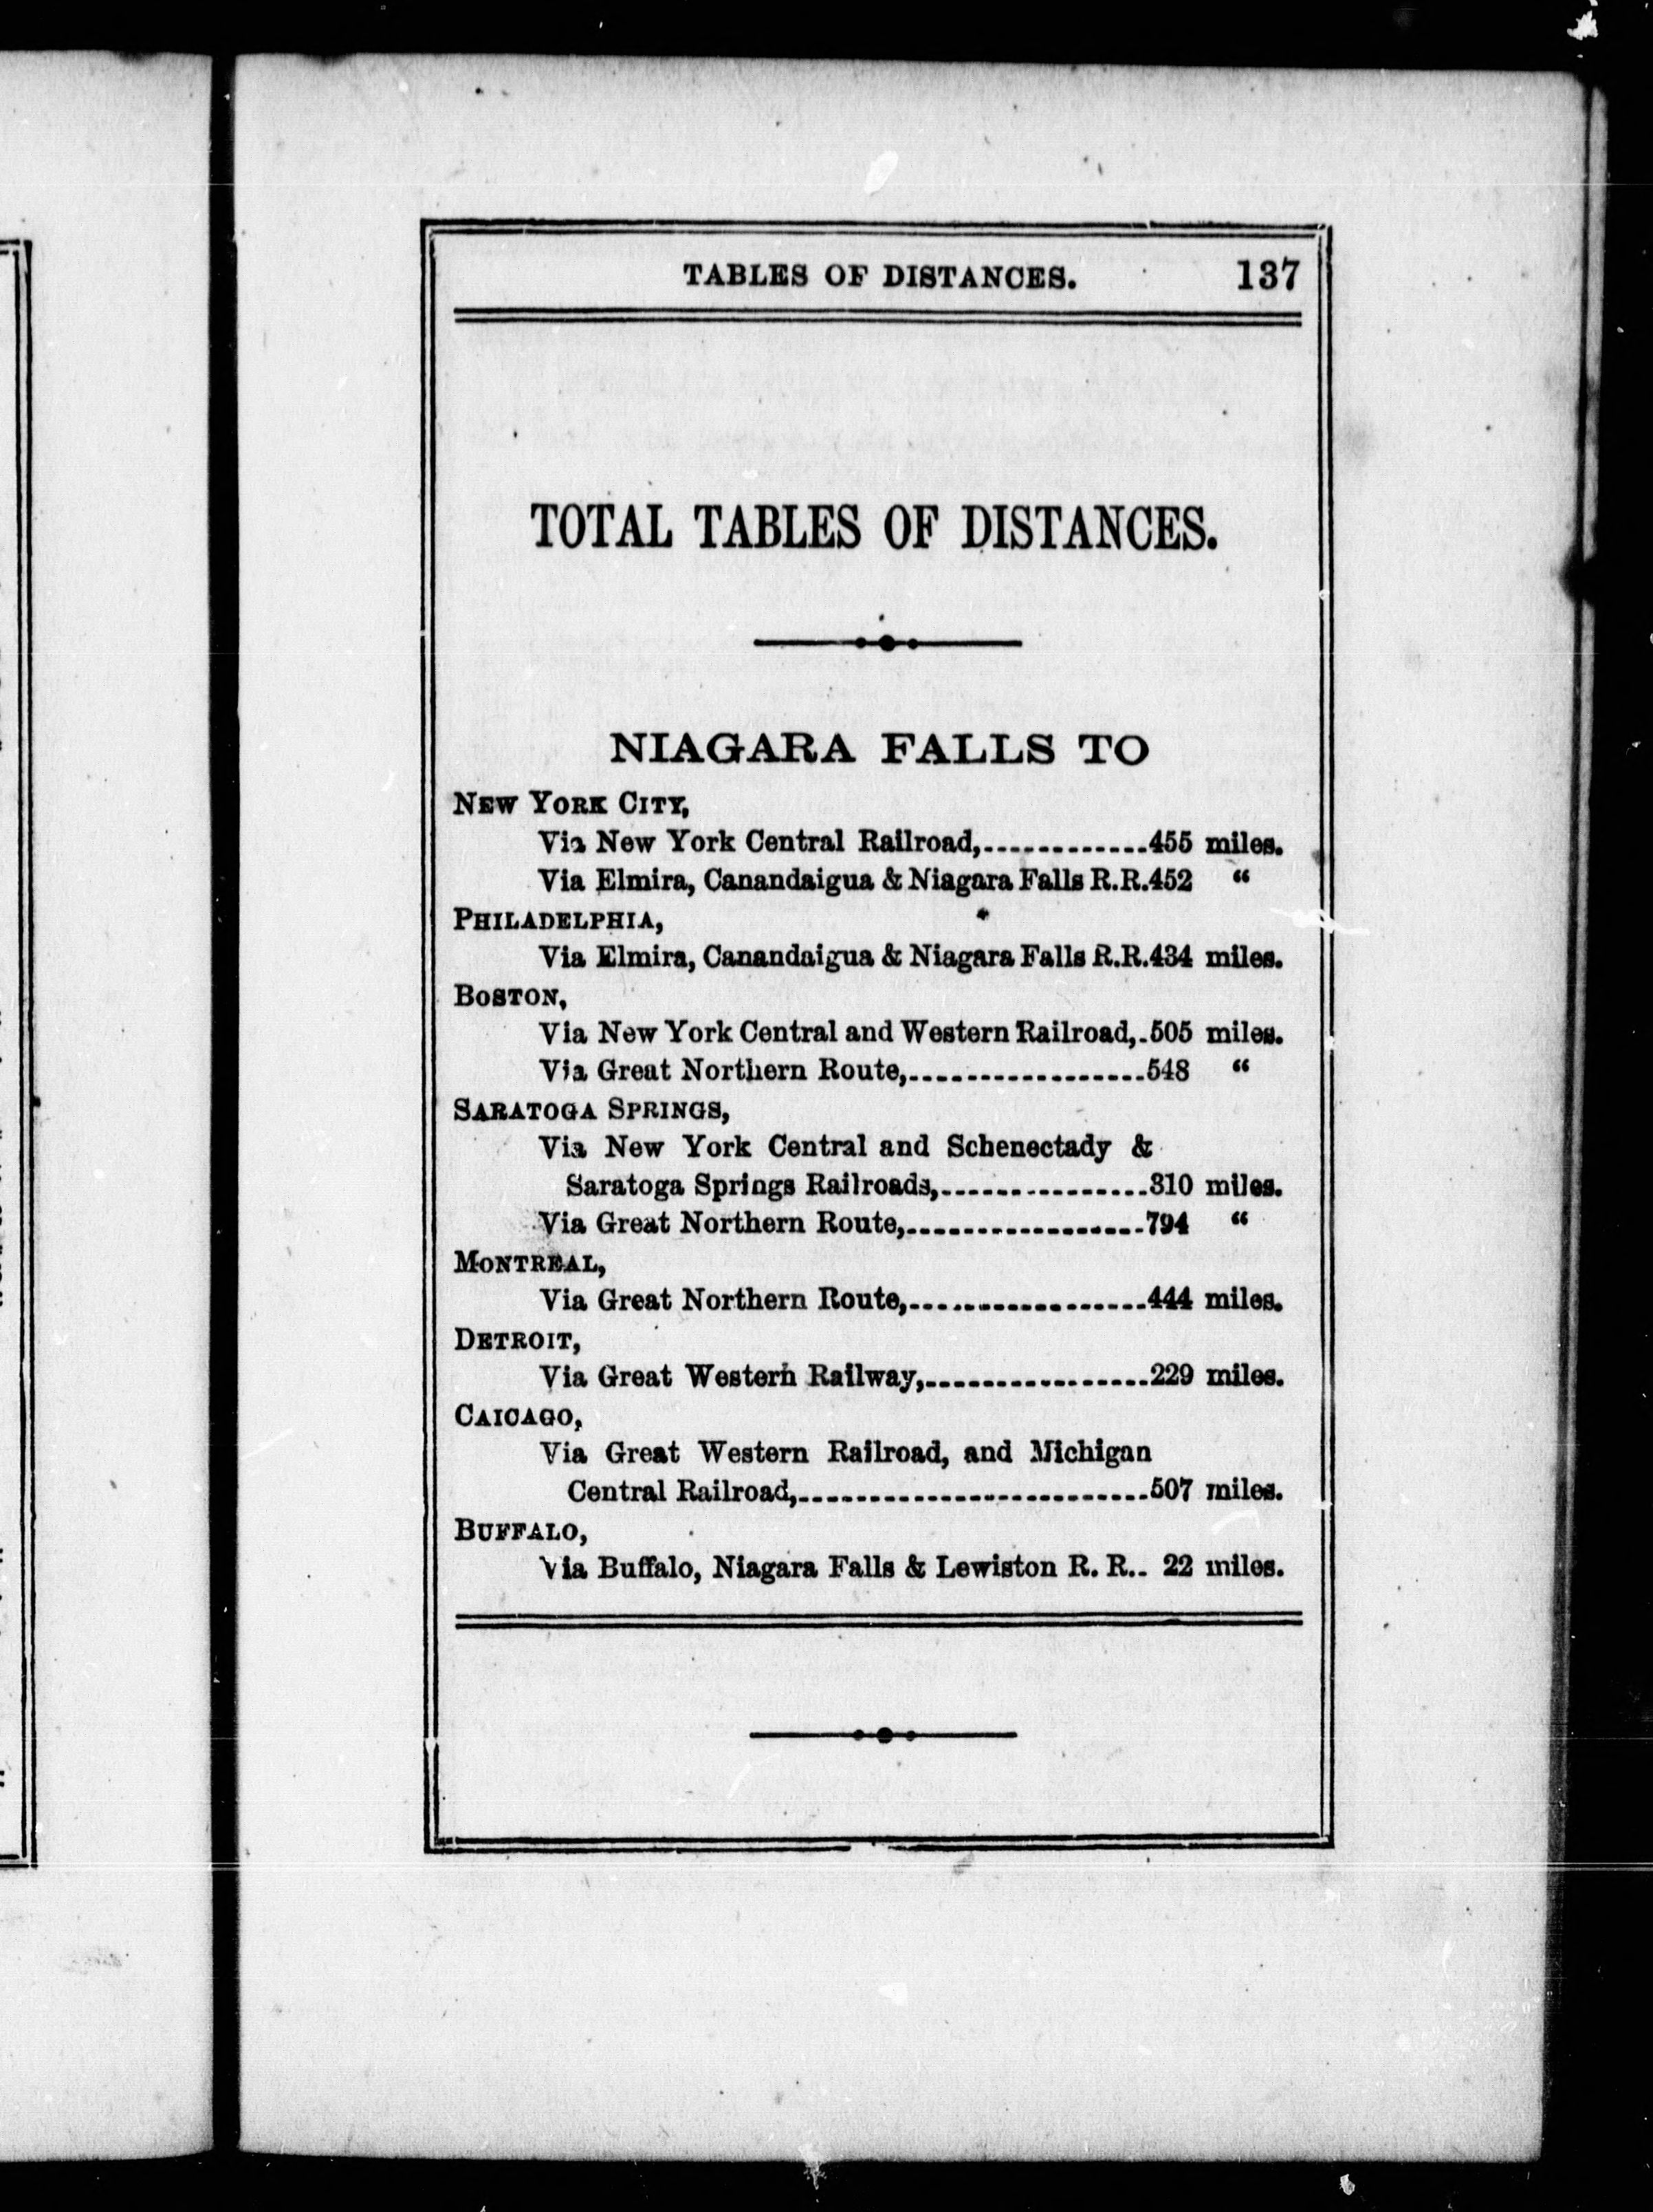 TABLES OF DISTANCES. 137
TOTAL TABLES OF DISTANCES.
NIAGARA FALLS TO
NEW YORK CITY,
Via New York Central Railroad,............455 miles.
Via Elmira, Canandaigua & Niagara Falls R.R.452 “
PHILADELPHIA,
Via Elmira, Canandaigua & Niagara Falls R.R.434 miles.
BOSTON,
Via New York Central and Western Railroad,.505 miles.
Via Great Northern Route,.................548 “
SARATOGA SPRINGS,
Via New York Central and Schenectady &
Saratoga Springs Railroads,...............310 miles.
Via Great Northern Route,.................794 “
MONTREAL,
Via Great Northern Route,.................444 miles.
DETROIT,
Via Great Western Railway,................229 miles.
CAICAGO,
Via Great Western Railroad, and Michigan
Central Railroad,.........................507 miles.
BUFFALO,
Via Buffalo, Niagara Falls & Lewiston R. R.. 22 miles.